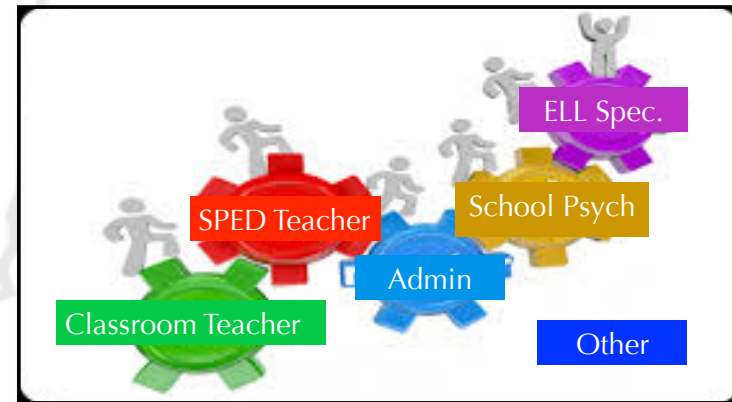 ELL Spec.
School Psych
SPED Teacher
Admin
Classroom Teacher
Other